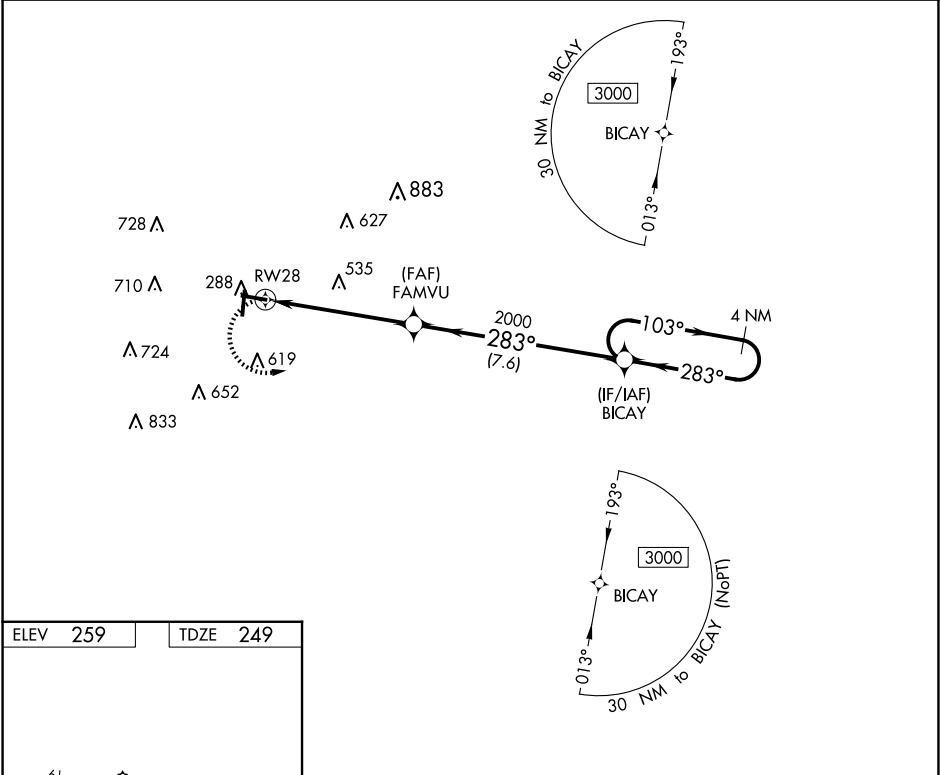 30 NM to BICAY
193°
3000
BICAY
013°
883
728
627
710
288
RW28
535
(FAF)
FAMVU
2000
283°
(7.6)
103°
4 NM
283°
(IF/IAF)
BICAY
724
619
652
833
193°
3000
BICAY
013°
30 NM to BICAY (NoPT)
ELEV 259
TDZE 249